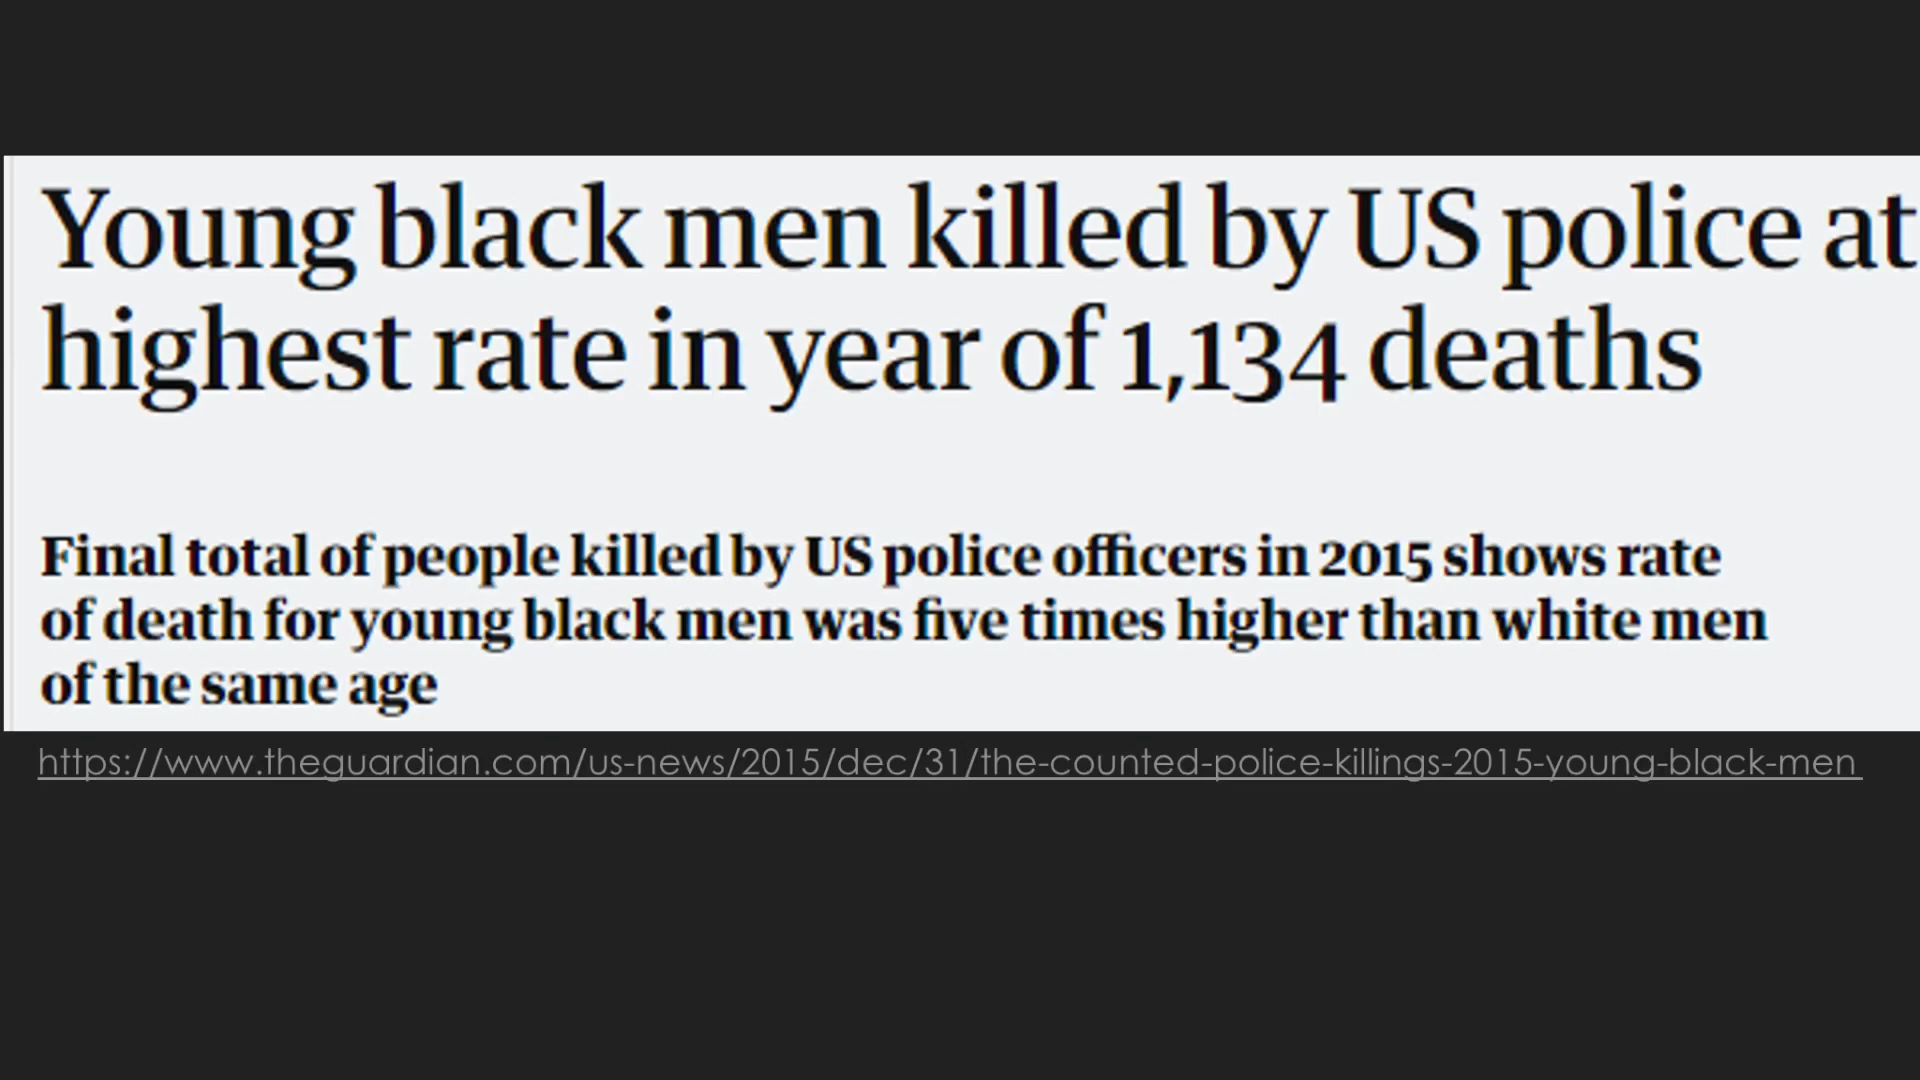 Young black men killed by US police at
highest rate in year of 1,134 deaths
Final total of people killed by US police officers in 2015 shows rate
of death for young black men was five times higher than white men
of the same age
https://www.theguardian.com/us-news/2015/dec/31/the-counted-police-killings-2015-young-black-men